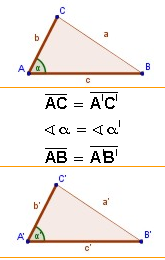 C
b
a
α
A
c
B
AC = A'C'
∢ α = ∢ α'
AB = A'B'
C'
b'
a'
α
A'
c'
B'